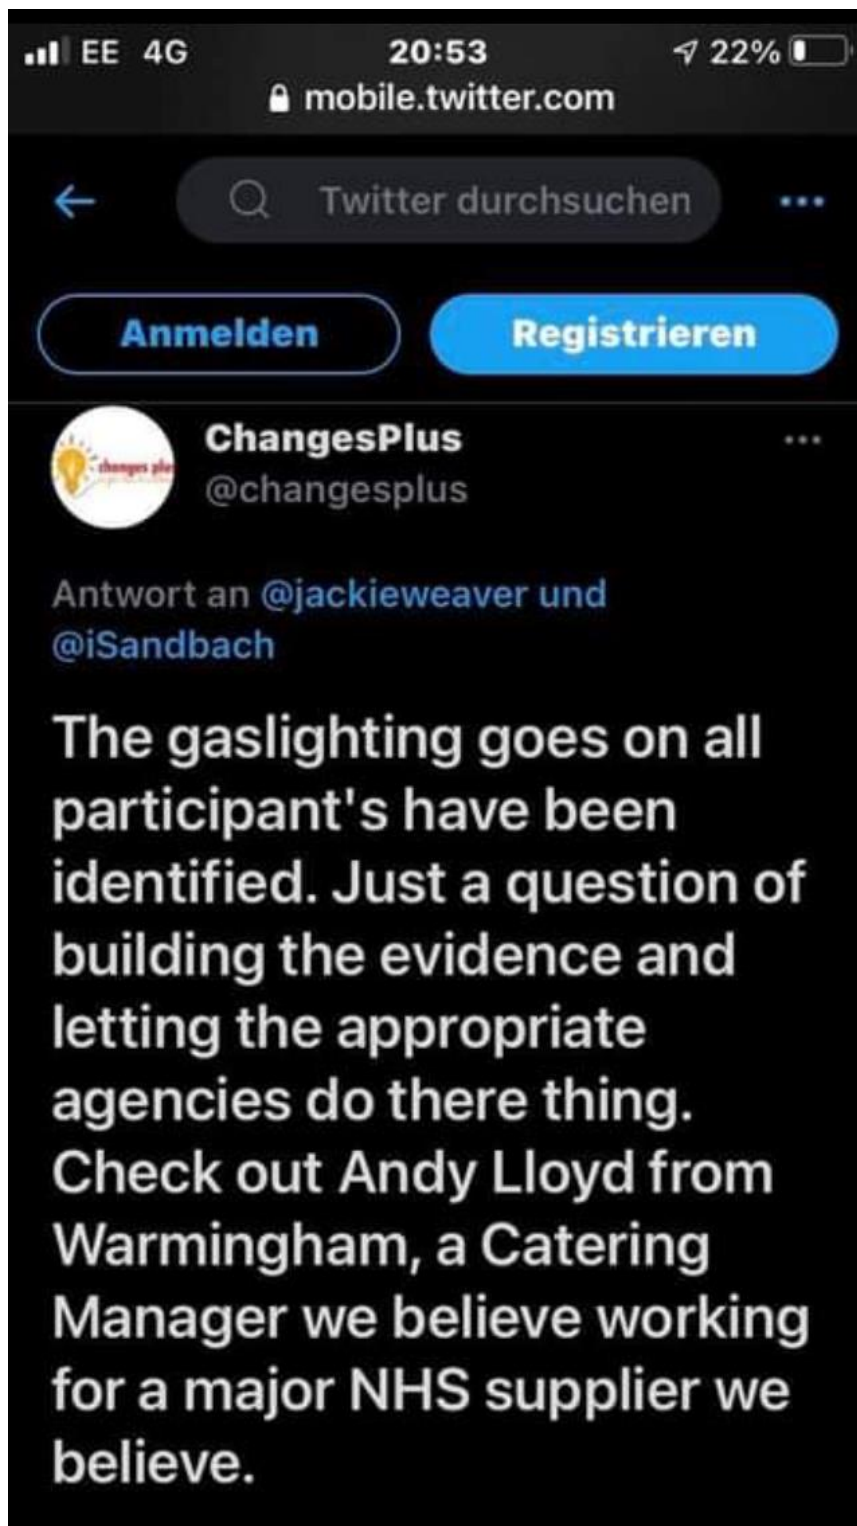 EE 4G 20:53 22%
mobile.twitter.com
Twitter durchsuchen
Anmelden Registrieren
changes plus
ChangesPlus
@changesplus
Antwort an @jackieweaver und
@iSandbach
The gaslighting goes on all
participant's have been
identified. Just a question of
building the evidence and
letting the appropriate
agencies do there thing.
Check out Andy Lloyd from
Warmingham, a Catering
Manager we believe working
for a major NHS supplier we
believe.